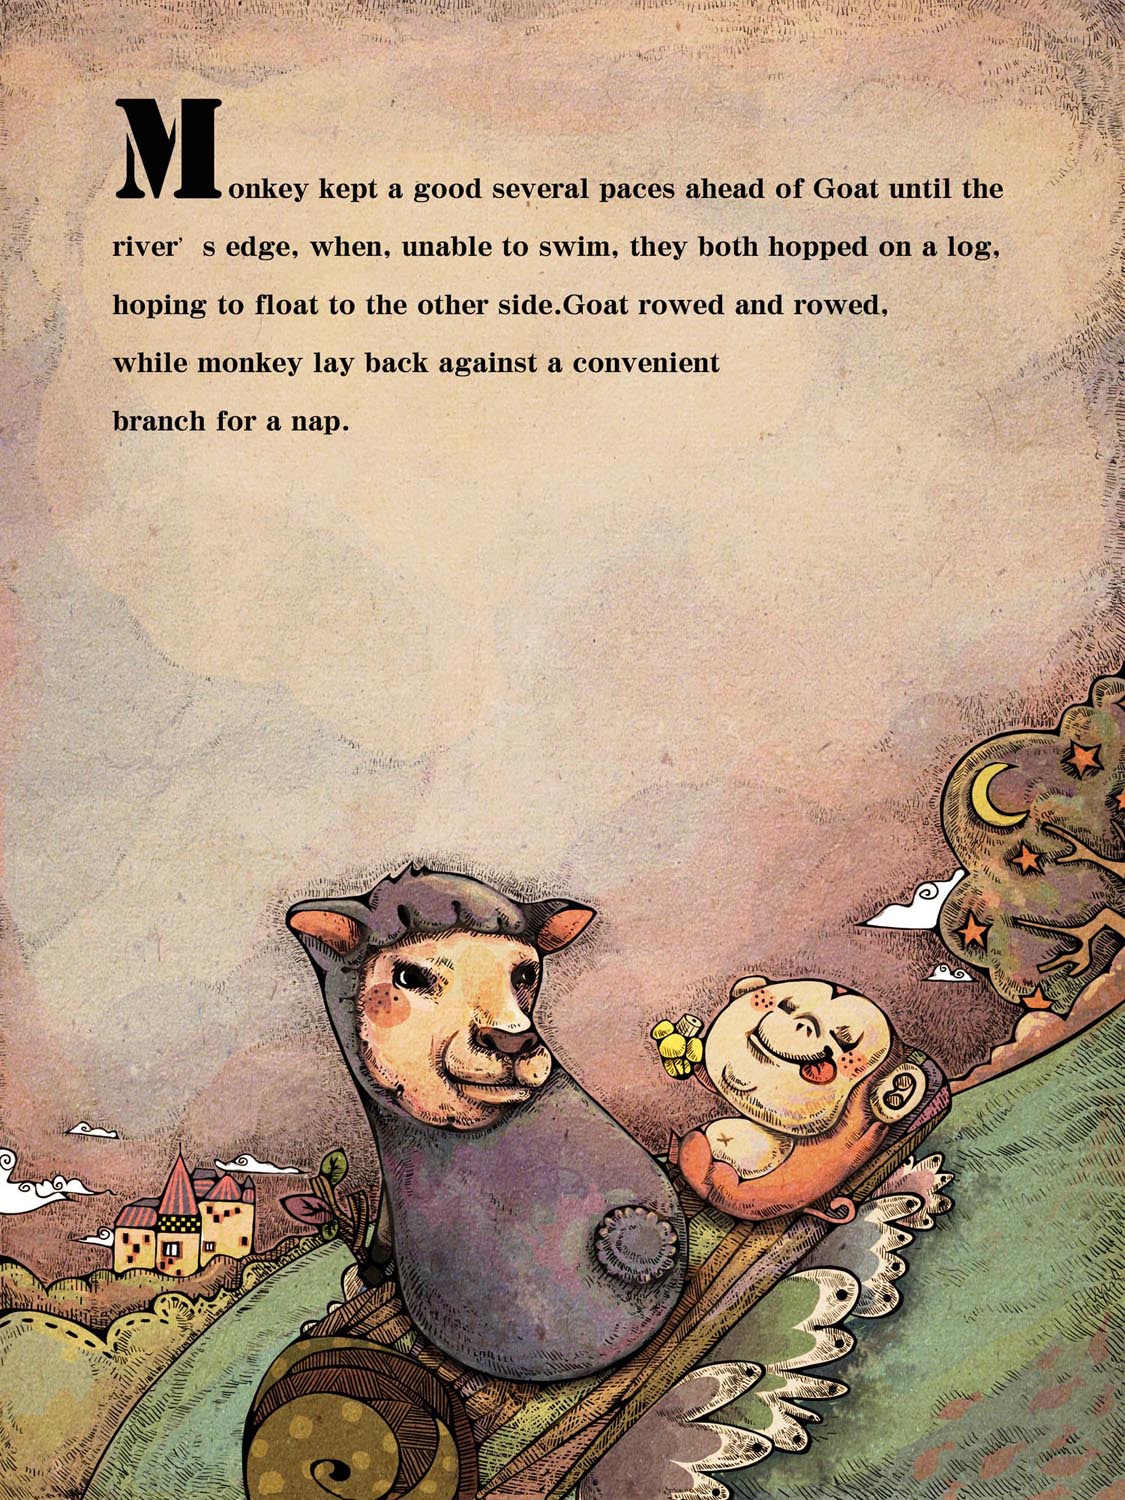 Monkey kept a good several paces ahead of Goat until the
river’ s edge, when, unable to swim, they both hopped on a log,
hoping to float to the other side.Goat rowed and rowed,
while monkey lay back against a convenient
branch for a nap.